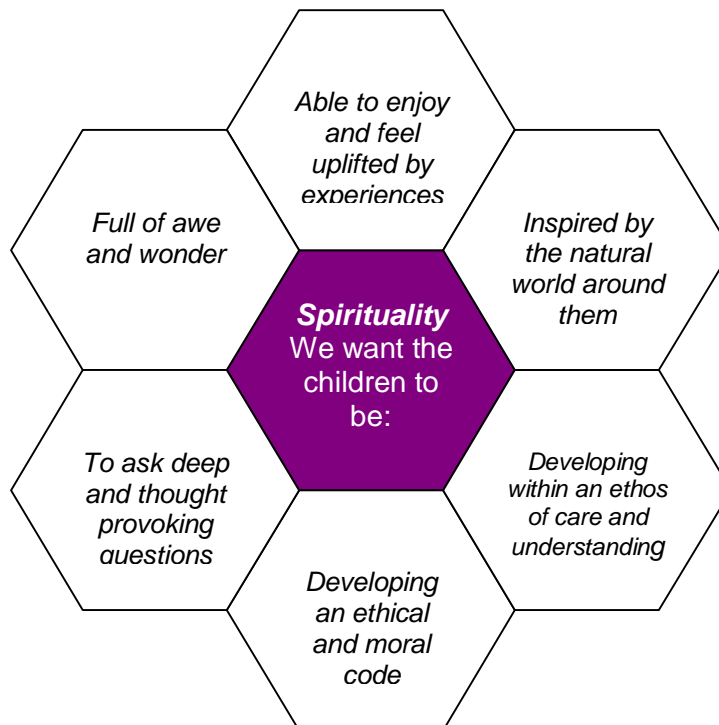 Able to enjoy
and feel
uplifted by
experiences
Full of awe
and wonder
Inspired by
the natural
world around
them
Spirituality
We want the
children to
be:
To ask deep
and thought
provoking
questions
Developing
within an ethos
of care and
understanding
Developing
an ethical
and moral
code